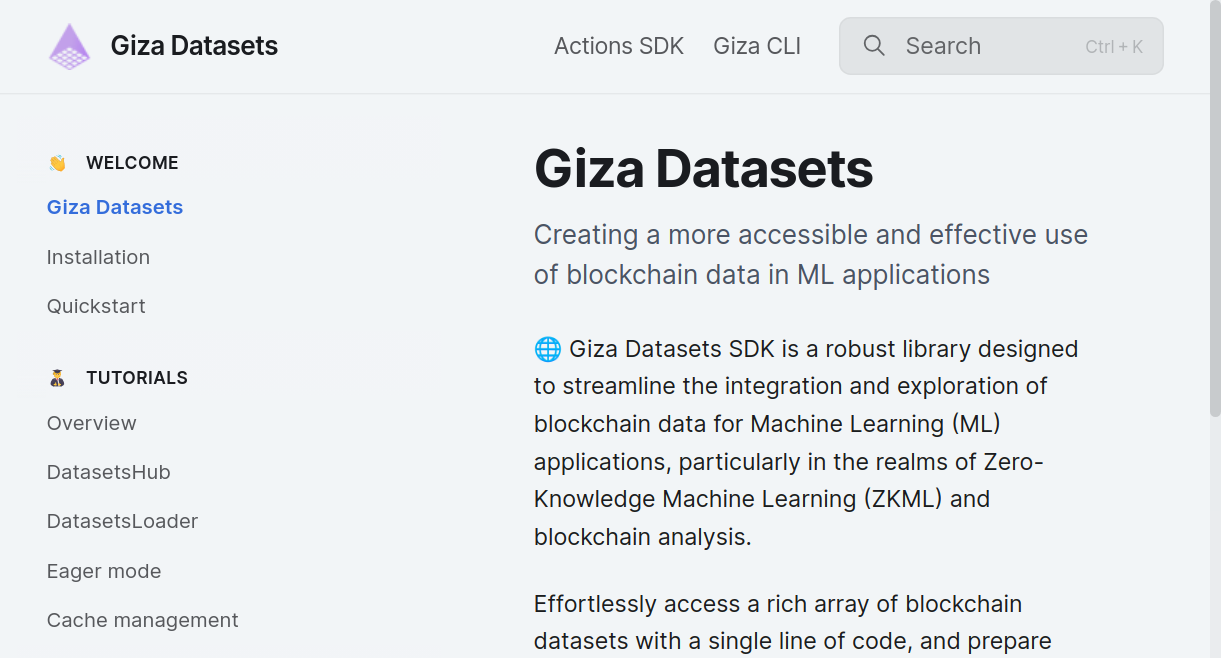 Giza Datasets
Actions SDK
Giza CLI
Search
Ctrl + K
👋 WELCOME
Giza Datasets
Installation
Quickstart
🧑‍🎓 TUTORIALS
Overview
DatasetsHub
DatasetsLoader
Eager mode
Cache management
Giza Datasets
Creating a more accessible and effective use
of blockchain data in ML applications
🌐 Giza Datasets SDK is a robust library designed
to streamline the integration and exploration of
blockchain data for Machine Learning (ML)
applications, particularly in the realms of Zero-
Knowledge Machine Learning (ZKML) and
blockchain analysis.
Effortlessly access a rich array of blockchain
datasets with a single line of code, and prepare